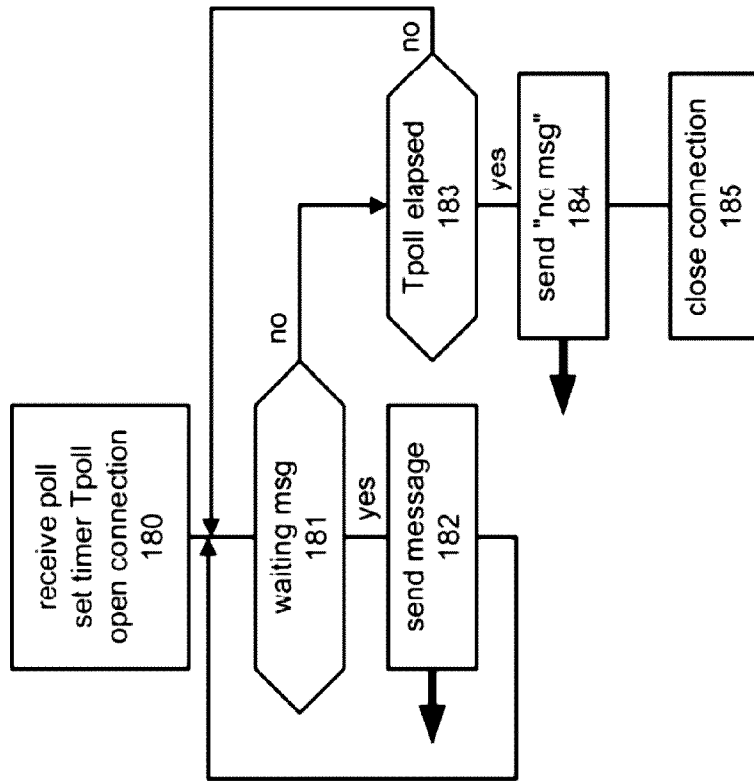 receive poll
set timer Tpoll
open connection
180
waiting msg
181
no
yes
send message
182
Tpoll elapsed
183
no
yes
send "no msg"
184
close connection
185